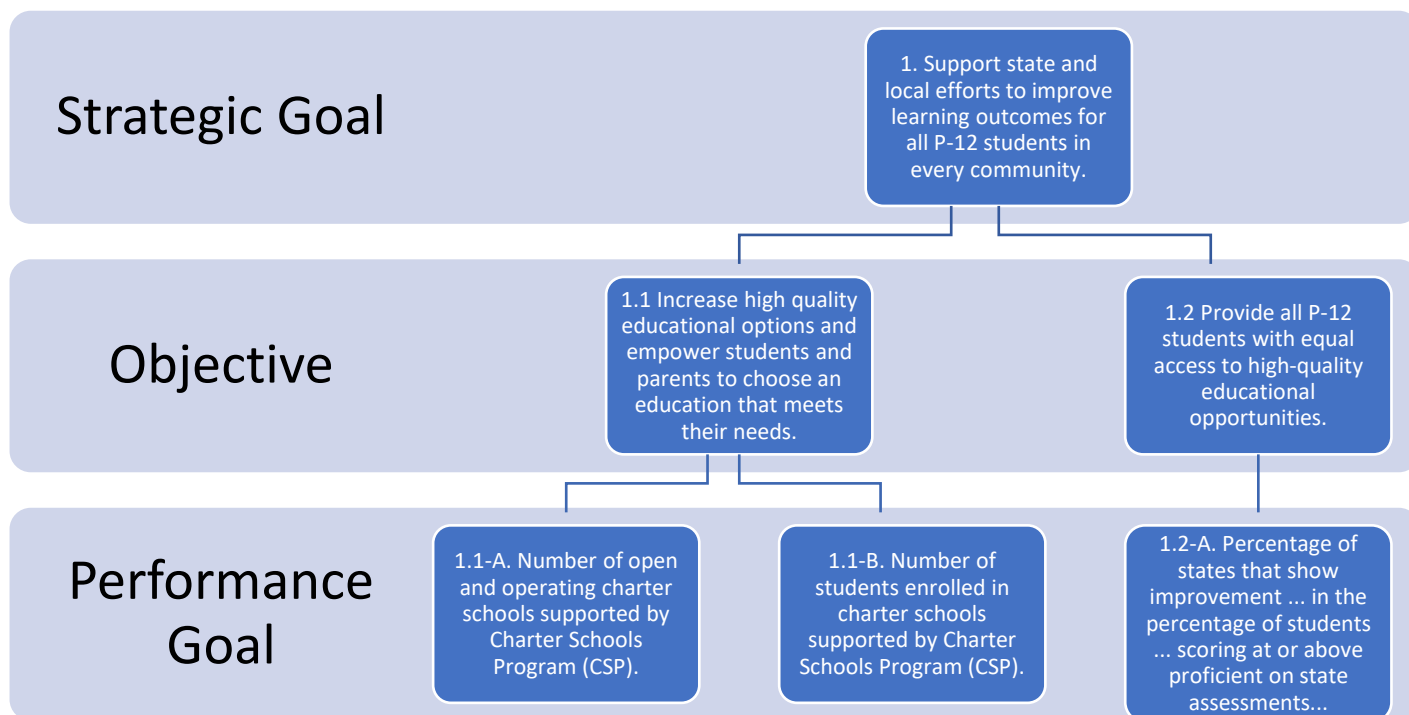 Strategic Goal
1. Support state and
local efforts to improve
learning outcomes for
all P-12 students in
every community.
Objective
1.1 Increase high quality
educational options and
empower students and
parents to choose an
education that meets
their needs.
1.2 Provide all P-12
students with equal
access to high-quality
educational
opportunities.
Performance
Goal
1.1-A. Number of open
and operating charter
schools supported by
Charter Schools
Program (CSP).
1.1-B. Number of
students enrolled in
charter schools
supported by Charter
Schools Program (CSP).
1.2-A. Percentage of
states that show
improvement ... in the
percentage of students
... scoring at or above
proficient on state
assessments...